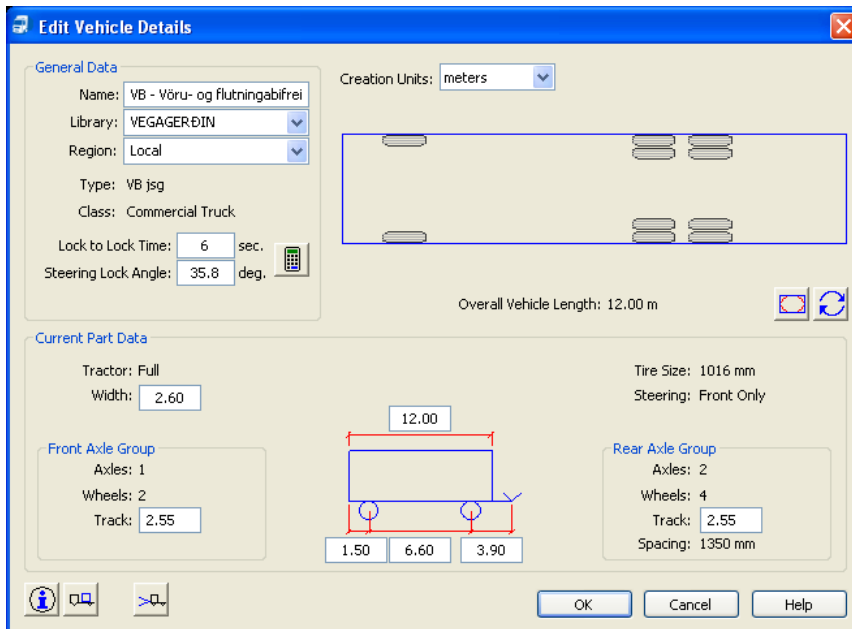 Edit Vehicle Details
General Data
Name: VB - Vöru- og flutningabifrei
Library: VEGAGERÐIN
Region: Local
Type: VB jsg
Class: Commercial Truck
Lock to Lock Time: 6 sec.
Steering Lock Angle: 35.8 deg.
Creation Units: meters
Overall Vehicle Length: 12.00 m
Current Part Data
Tractor: Full
Width: 2.60
Tire Size: 1016 mm
Steering: Front Only
Front Axle Group
Axles: 1
Wheels: 2
Track: 2.55
12.00
1.50 6.60 3.90
Rear Axle Group
Axles: 2
Wheels: 4
Track: 2.55
Spacing: 1350 mm
OK Cancel Help